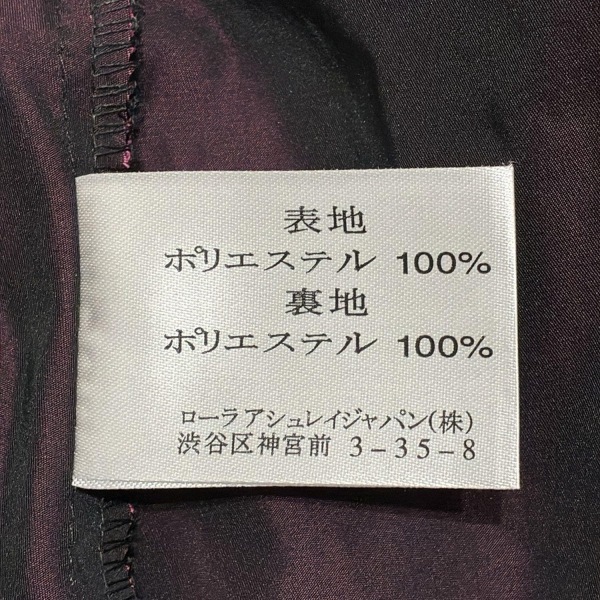 表地
ポリエステル 100%
裏地
ポリエステル 100%
ローラ アシュレイジャパン(株)
渋谷区神宮前 3-35-8